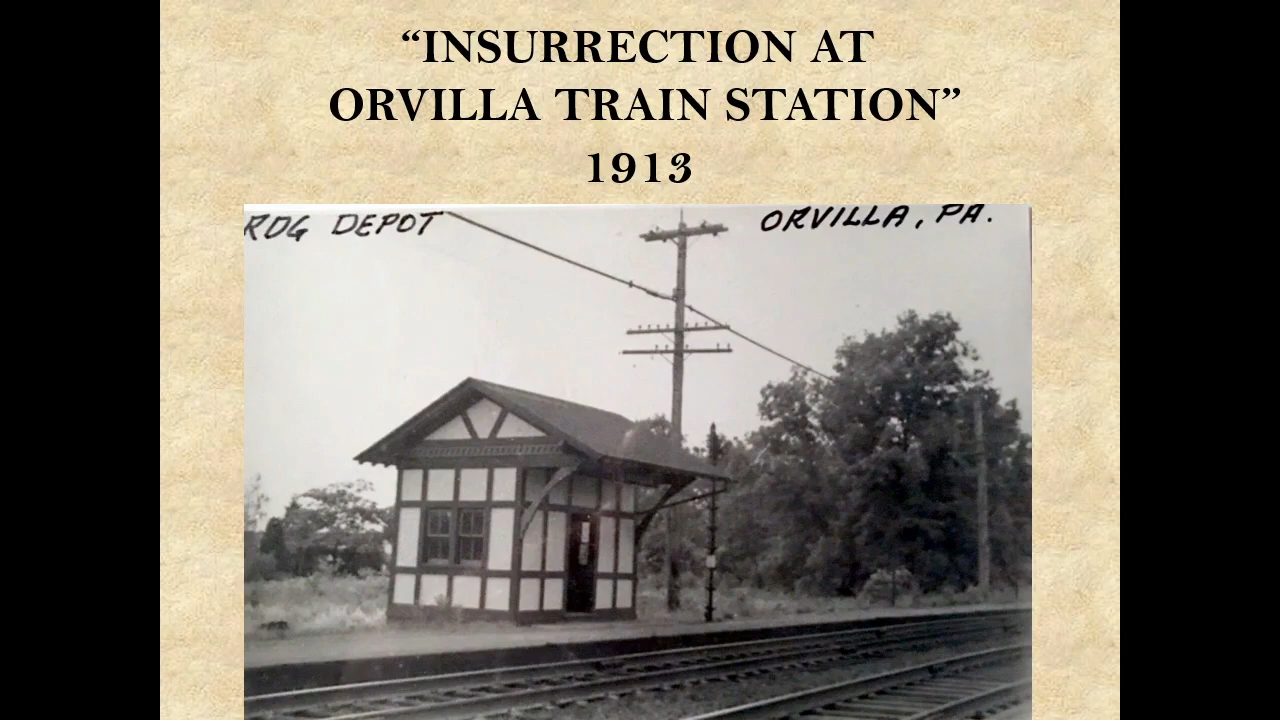 “INSURRECTION AT
ORVILLA TRAIN STATION”
1913
RDG DEPOT
ORVILLA, PA.